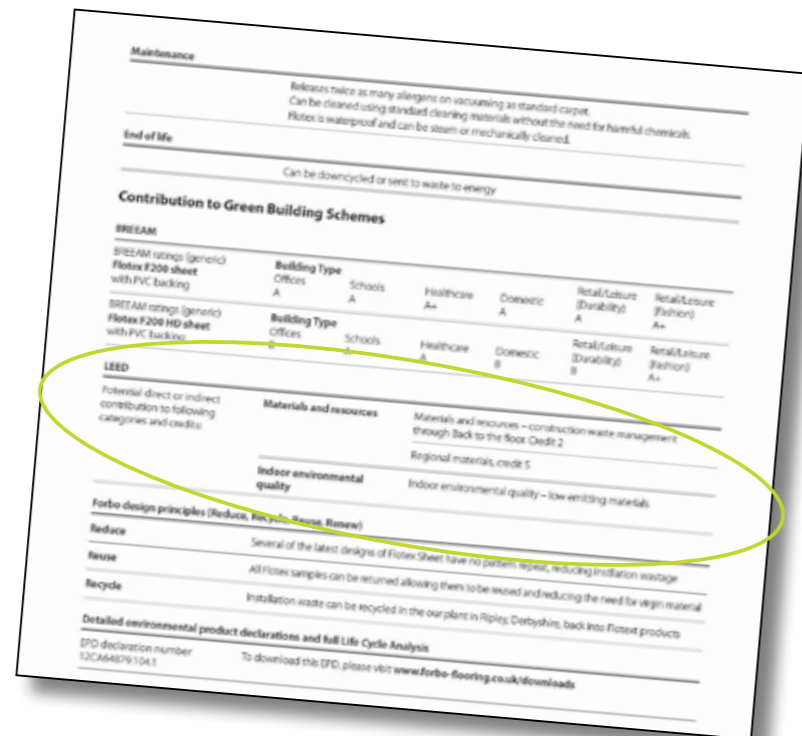 Maintenance
Releases twice as many allergens on vacuuming as standard carpet.
Can be cleaned using standard cleaning materials without the need for harmful chemicals.
Flotex is waterproof and can be steam or mechanically cleaned.
End of life
Can be downcycled or sent to waste to energy
Contribution to Green Building Schemes
BREEAM
BREEAM ratings (generic)
Flotex F200 sheet
with PVC backing
Building Type
Offices Schools Healthcare Domestic Retail/Leisure (Durability) Retail/Leisure (Fashion)
A A A+ A A A+
BREEAM ratings (generic)
Flotex F200 HD sheet
with PVC backing
Building Type
Offices Schools Healthcare Domestic Retail/Leisure (Durability) Retail/Leisure (Fashion)
B A A B B A+
LEED
Potential direct or indirect
contribution to following
categories and credits:
Materials and resources
Materials and resources – construction waste management
through Back to the floor. Credit 2
Regional materials, credit 5
Indoor environmental
quality
Indoor environmental quality – low emitting materials
Forbo design principles (Reduce, Recycle, Reuse, Renew)
Reduce
Several of the latest designs of Flotex Sheet have no pattern repeat, reducing instllation wastage
Reuse
All Flotex samples can be returned allowing them to be reused and reducing the need for virgin material
Recycle
Installation waste can be recycled in the our plant in Ripley, Derbyshire, back into Flotext products
Detailed environmental product declarations and full Life Cycle Analysis
EPD declaration number
12CA64879.104.1
To download this EPD, please visit www.forbo-flooring.co.uk/downloads